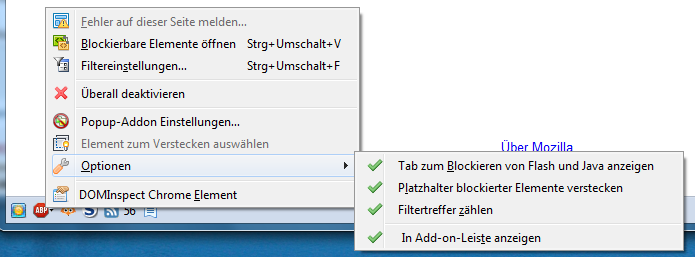 Fehler auf dieser Seite melden...
Blockierbare Elemente öffnen Strg+Umschalt+V
Filtereinstellungen... Strg+Umschalt+F
Überall deaktivieren
Popup-Addon Einstellungen...
Element zum Verstecken auswählen
Optionen
DOMInspect Chrome Element
Über Mozilla
Tab zum Blockieren von Flash und Java anzeigen
Platzhalter blockierter Elemente verstecken
Filtertreffer zählen
In Add-on-Leiste anzeigen
ABP S 56